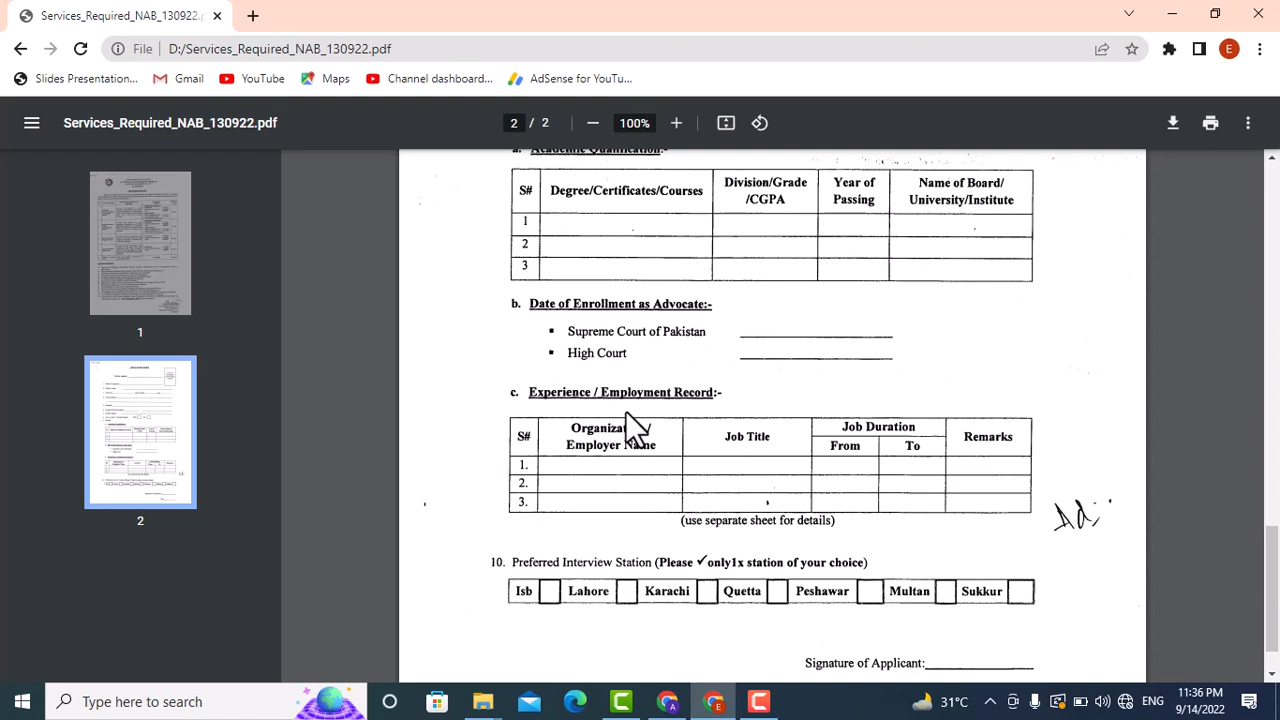 Services_Required_NAB_130922.p
File D:/Services_Required_NAB_130922.pdf
E
Slides Presentation... Gmail YouTube Maps Channel dashboard... AdSense for YouTu...
Services_Required_NAB_130922.pdf 2 / 2 100%
1
2
a. Academic Qualification:-
S# Degree/Certificates/Courses Division/Grade /CGPA Year of Passing Name of Board/ University/Institute
1
2
3
b. Date of Enrollment as Advocate:-
▪ Supreme Court of Pakistan
▪ High Court
c. Experience / Employment Record:-
S# Employer Name Job Title Job Duration Remarks
From To
1.
2.
3.
(use separate sheet for details)
10. Preferred Interview Station (Please ✓only1x station of your choice)
Isb Lahore Karachi Quetta Peshawar Multan Sukkur
Signature of Applicant:
Type here to search
31°C ENG 11:36 PM
9/14/2022